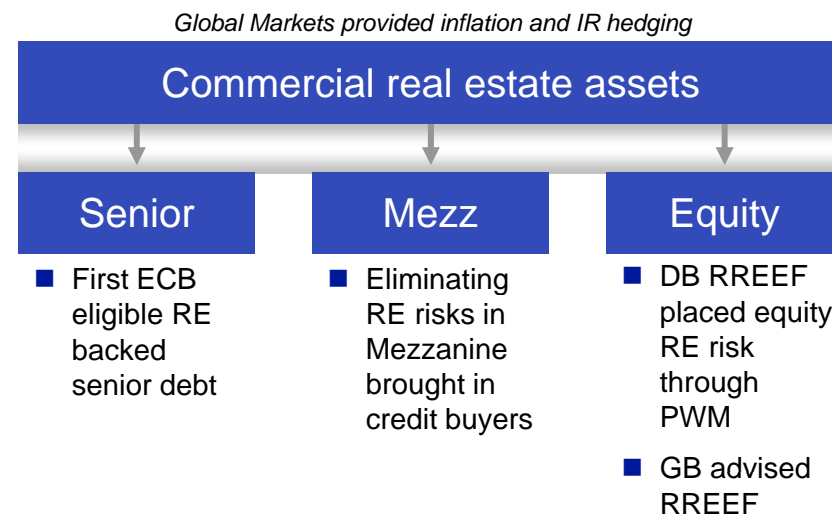 Global Markets provided inflation and IR hedging
Commercial real estate assets
Senior
Mezz
Equity
First ECB
eligible RE
backed
senior debt
Eliminating
RE risks in
Mezzanine
brought in
credit buyers
DB RREEF
placed equity
RE risk
through
PWM
GB advised
RREEF